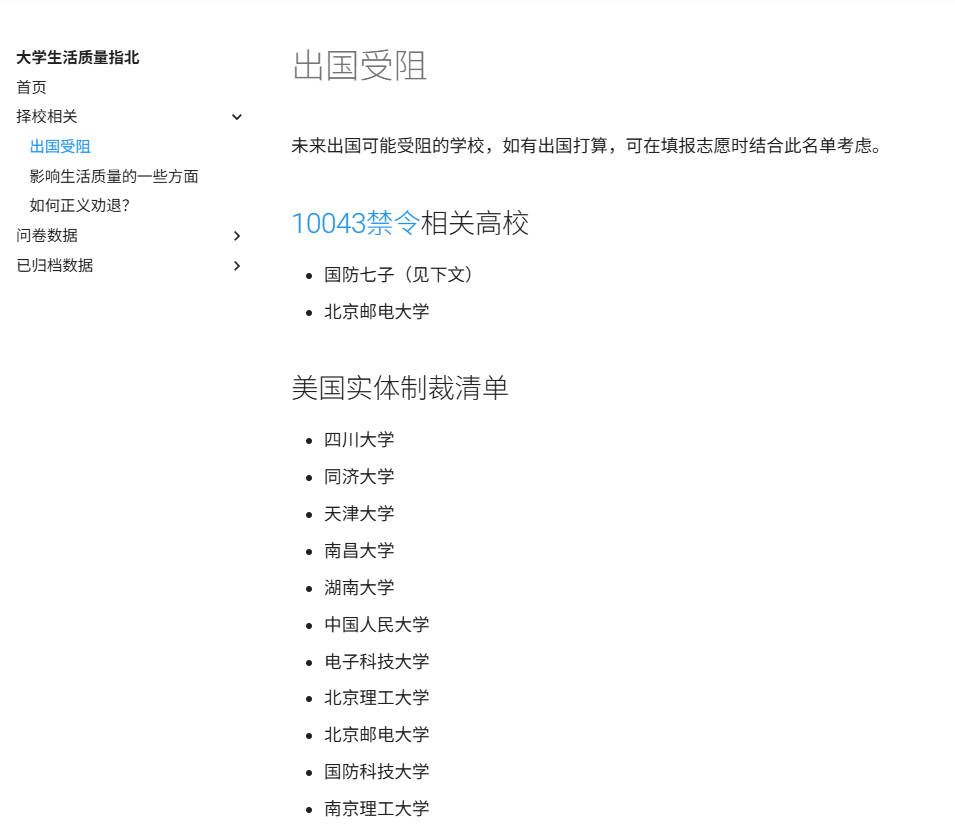 大学生活质量指北
首页
择校相关
出国受阻
影响生活质量的一些方面
如何正义劝退？
问卷数据
已归档数据
出国受阻
未来出国可能受阻的学校，如有出国打算，可在填报志愿时结合此名单考虑。
10043禁令相关高校
国防七子（见下文）
北京邮电大学
美国实体制裁清单
四川大学
同济大学
天津大学
南昌大学
湖南大学
中国人民大学
电子科技大学
北京理工大学
北京邮电大学
国防科技大学
南京理工大学